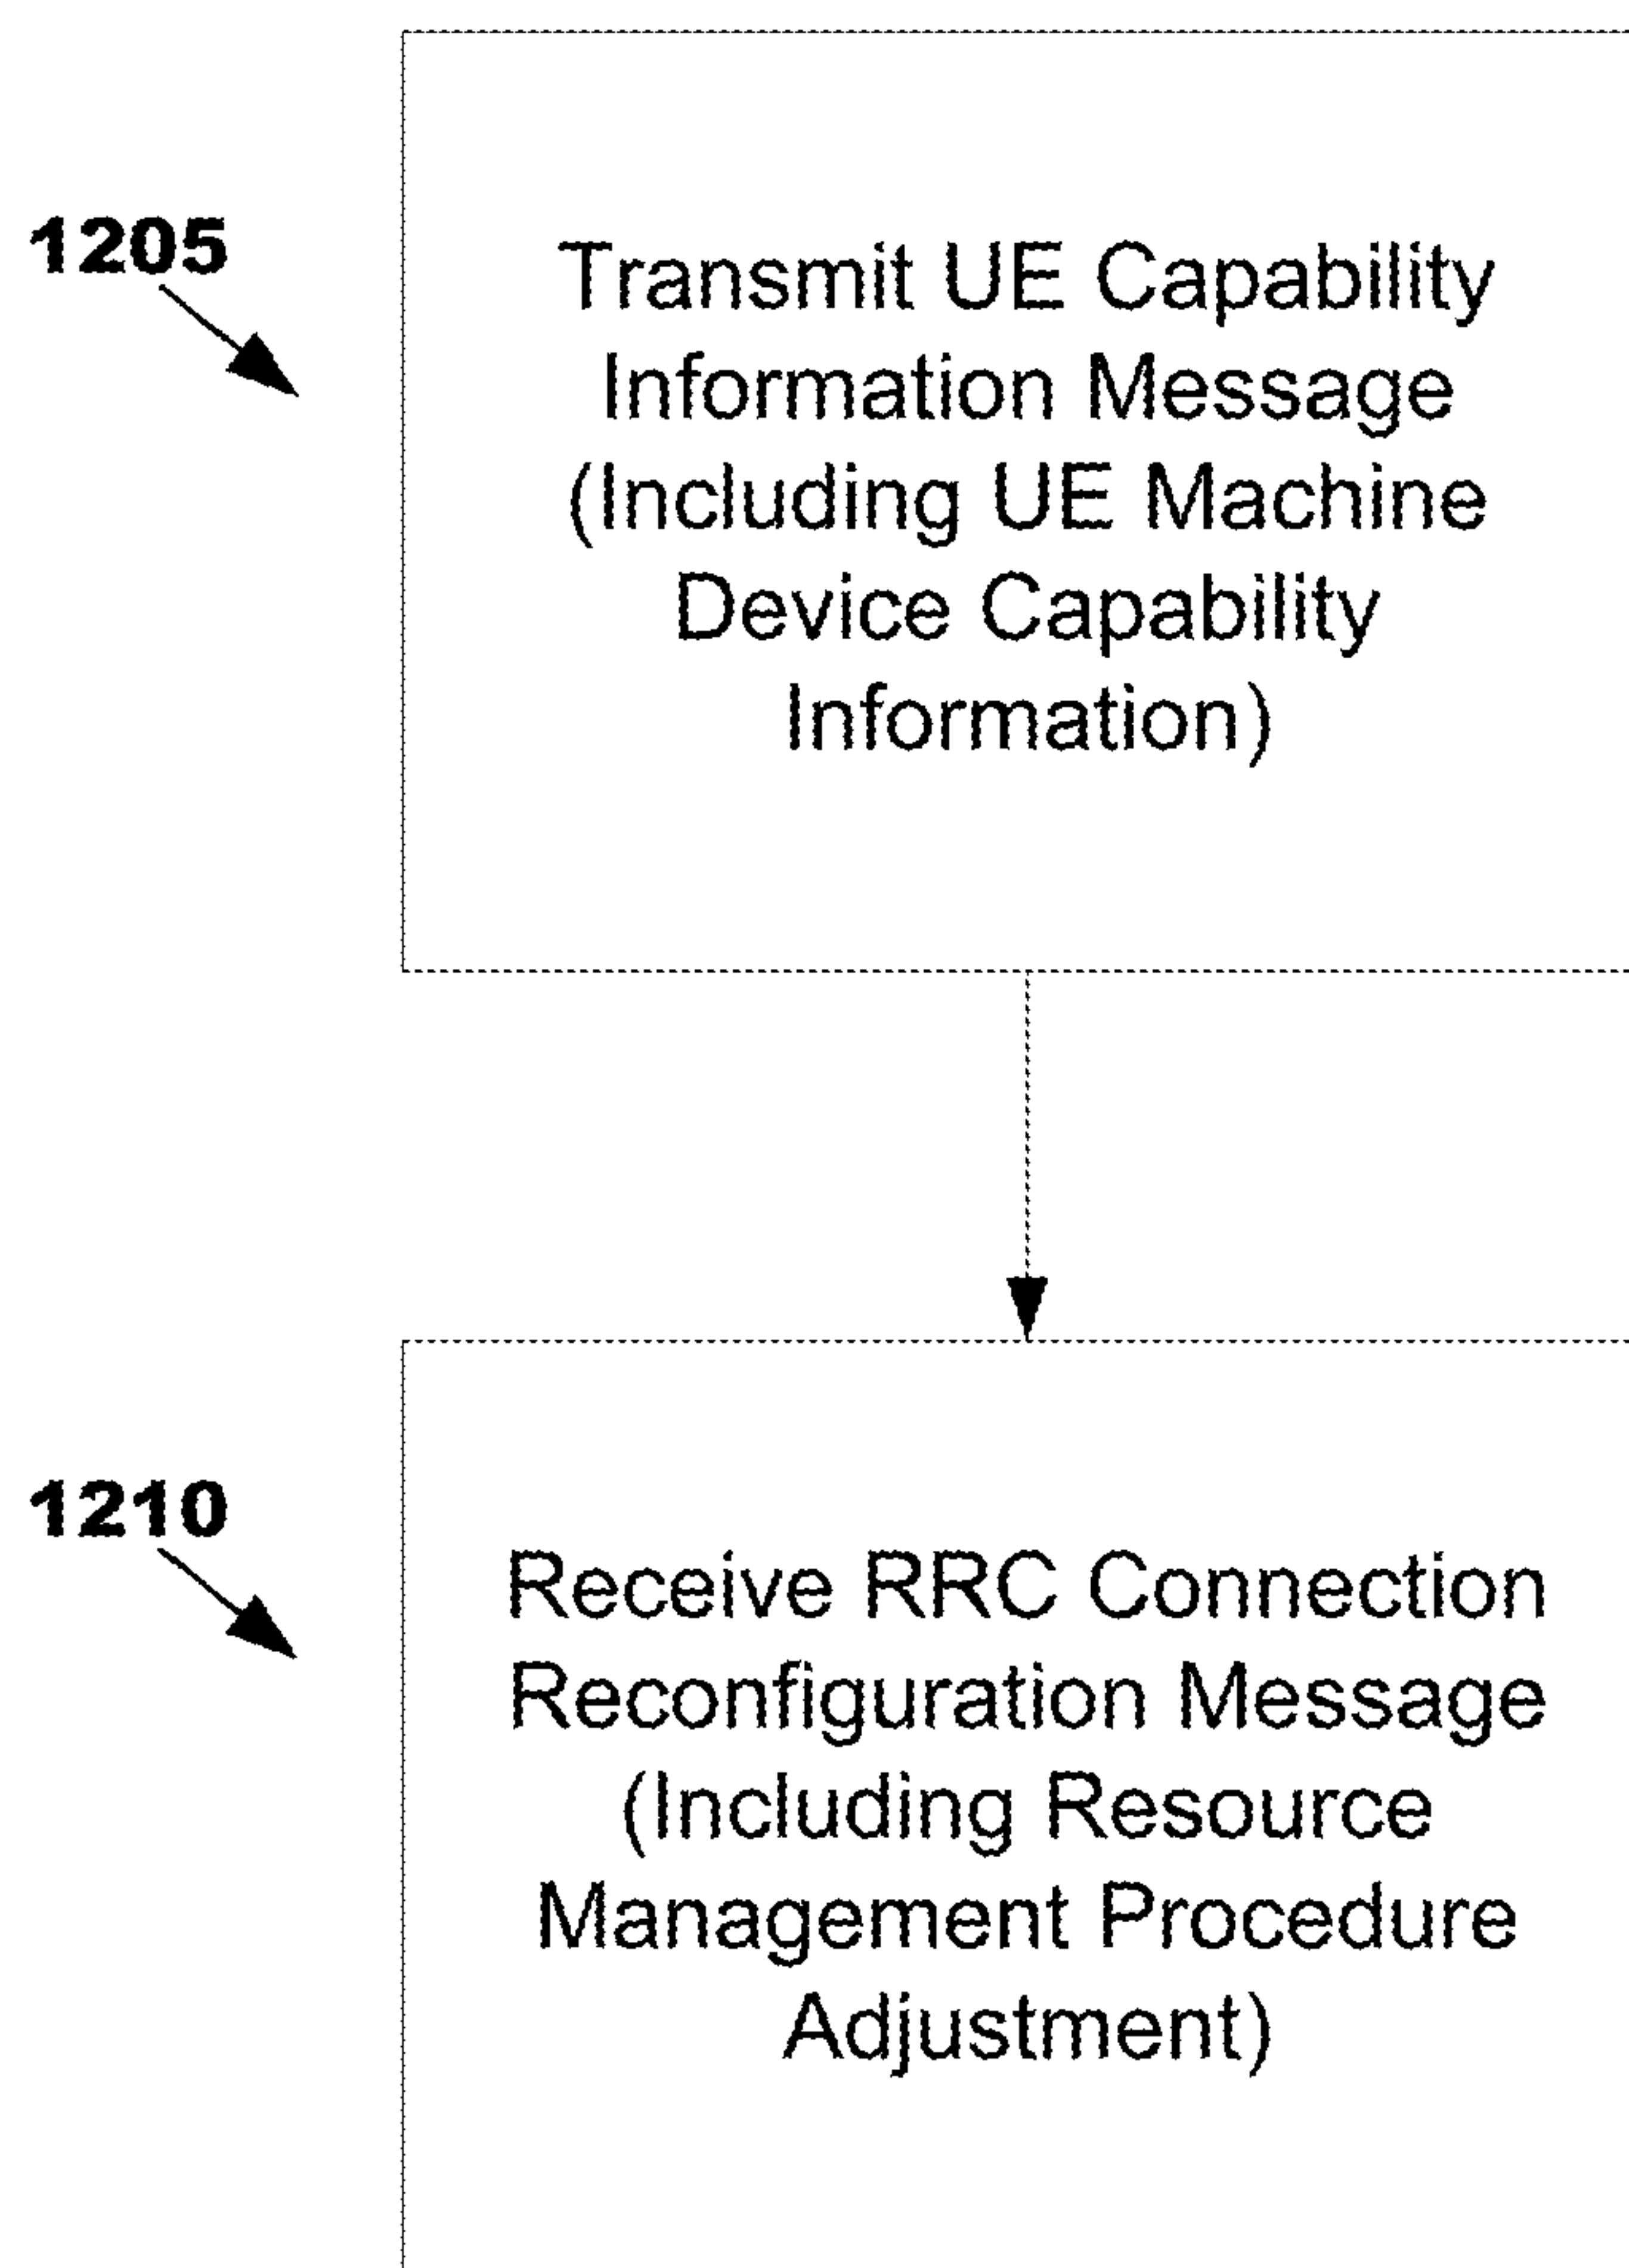 1205
Transmit UE Capability
Information Message
(Including UE Machine
Device Capability
Information)
1210
Receive RRC Connection
Reconfiguration Message
(Including Resource
Management Procedure
Adjustment)